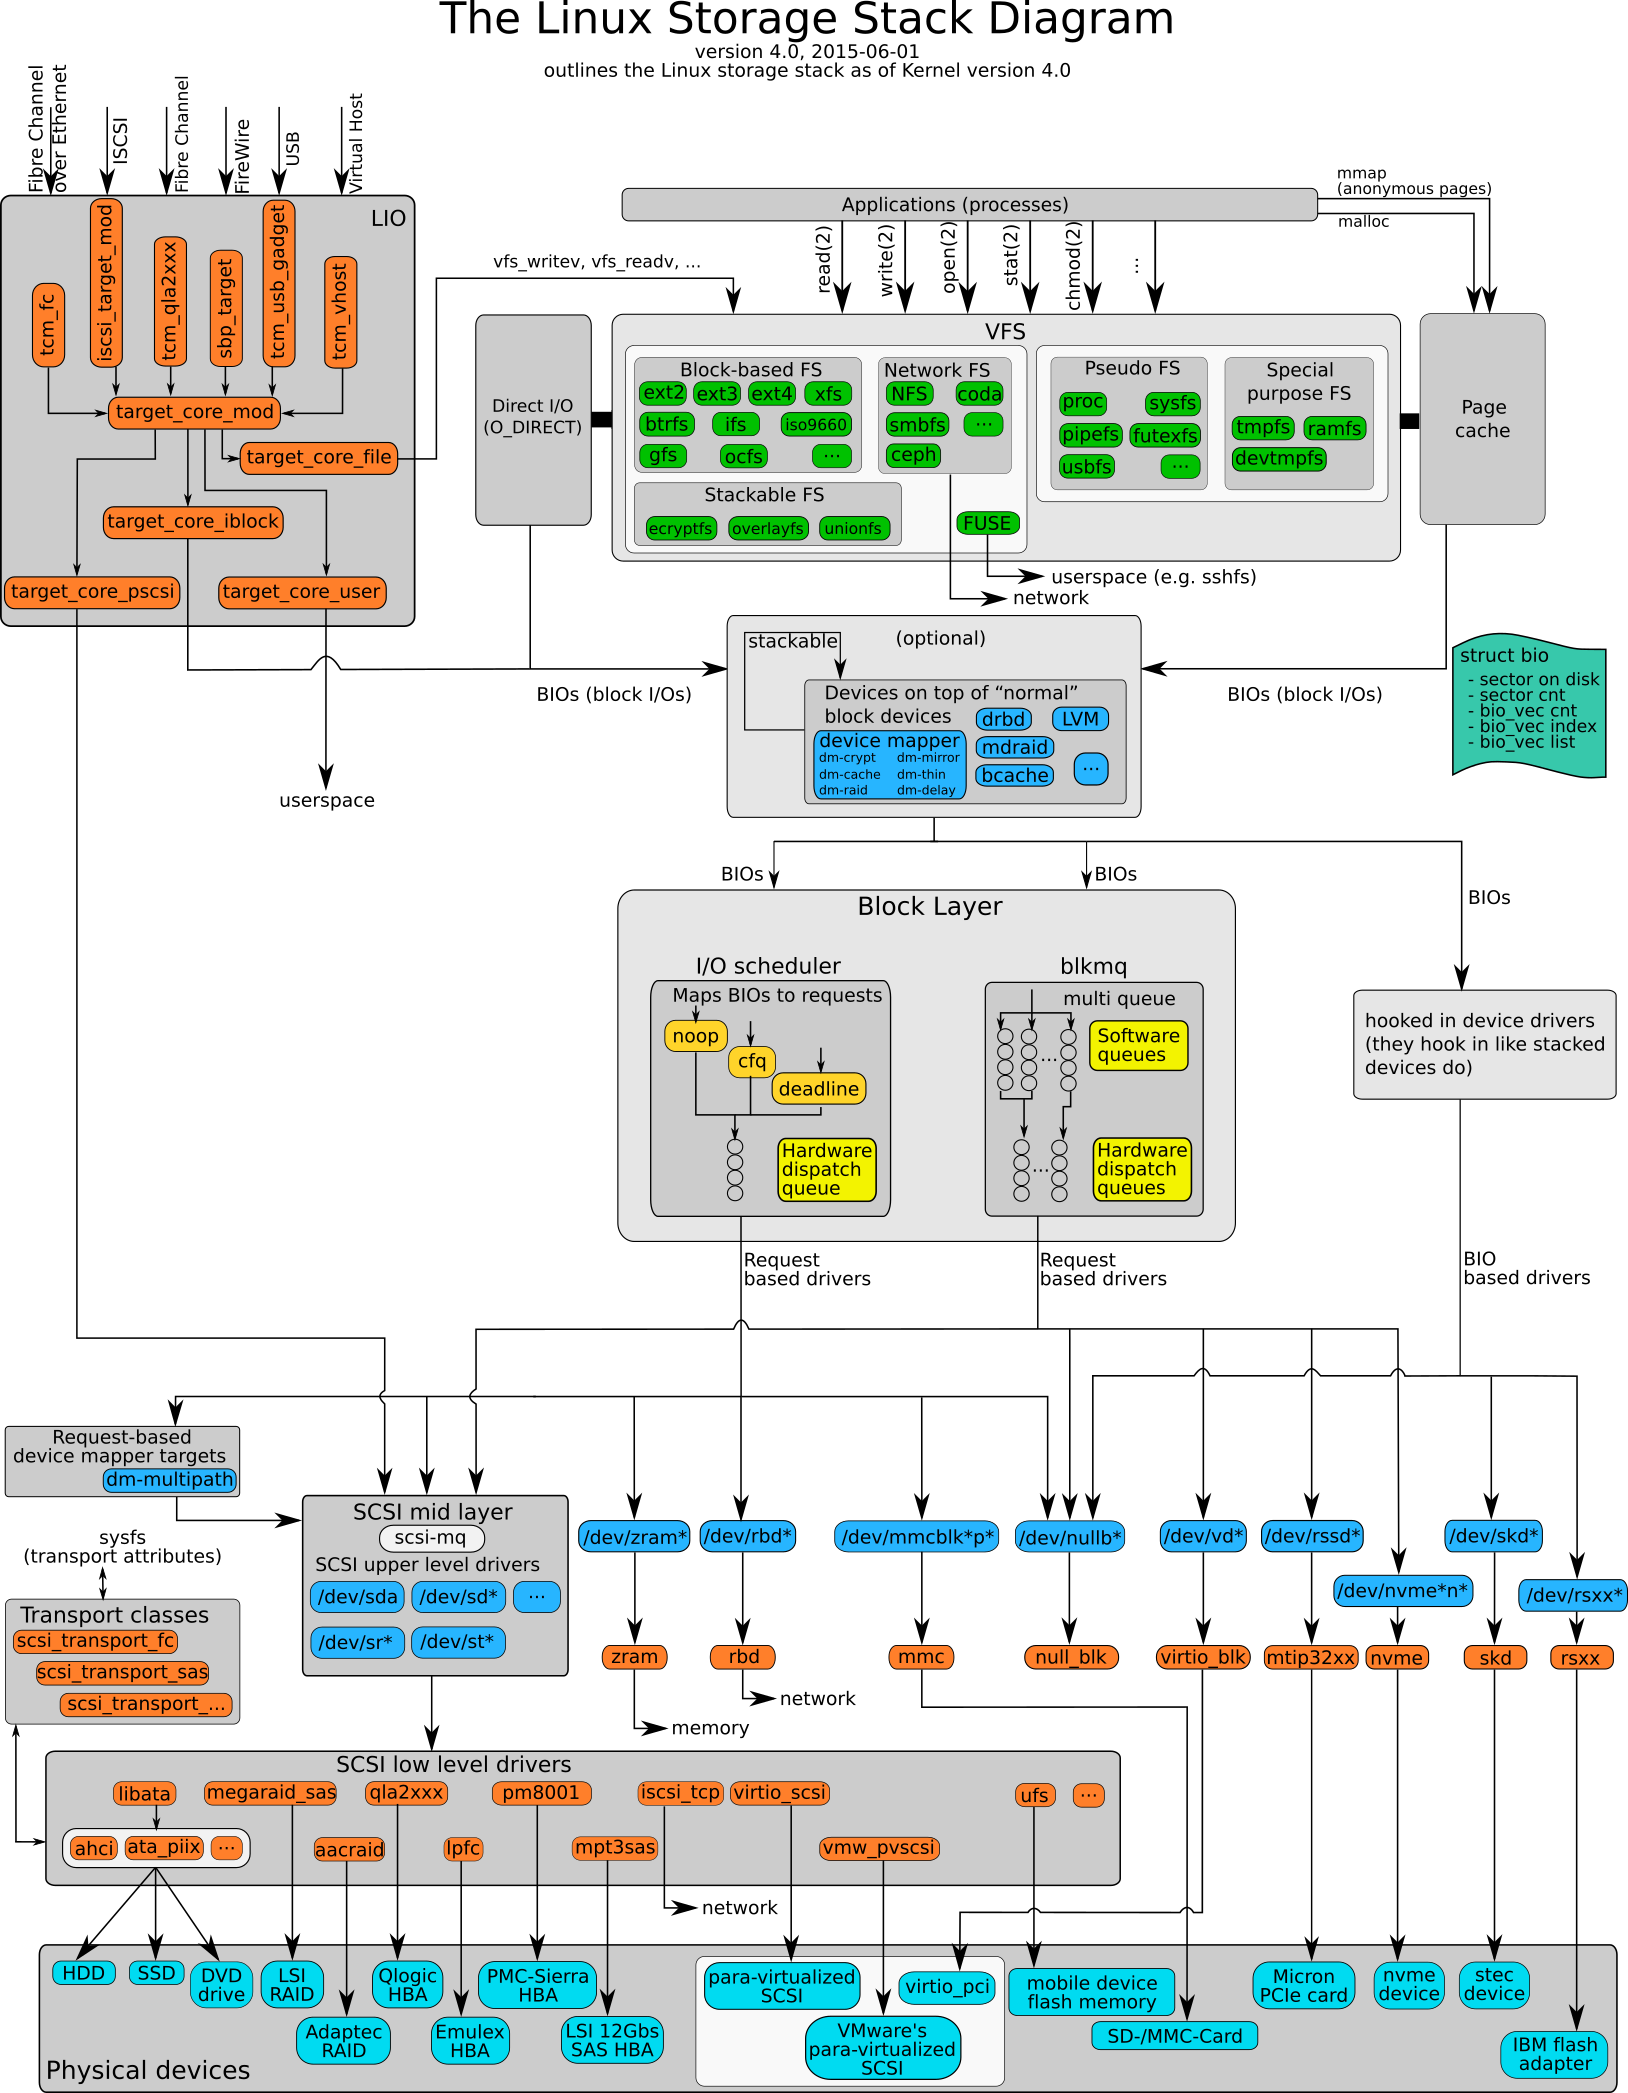 The Linux Storage Stack Diagram
version 4.0, 2015-06-01
outlines the Linux storage stack as of Kernel version 4.0
Fibre Channel
over Ethernet
ISCSI
Fibre Channel
FireWire
USB
Virtual Host
LIO
tcm_fc
iscsi_target_mod
tcm_qla2xxx
sbp_target
tcm_usb_gadget
tcm_vhost
target_core_mod
target_core_file
target_core_iblock
target_core_pscsi
target_core_user
userspace
vfs_writev, vfs_readv, ...
mmap
(anonymous pages)
malloc
Applications (processes)
read(2)
write(2)
open(2)
stat(2)
chmod(2)
...
Direct I/O
(O_DIRECT)
VFS
Block-based FS
ext2
ext3
ext4
xfs
btrfs
ifs
iso9660
gfs
ocfs
...
Network FS
NFS
coda
smbfs
...
ceph
Pseudo FS
proc
sysfs
pipefs
futexfs
usbfs
...
Special
purpose FS
tmpfs
ramfs
devtmpfs
Stackable FS
ecryptfs
overlayfs
unionfs
FUSE
Page
cache
userspace (e.g. sshfs)
network
stackable
(optional)
Devices on top of “normal”
block devices
drbd
LVM
device mapper
dm-crypt
dm-mirror
dm-cache
dm-thin
dm-raid
dm-delay
mdraid
bcache
...
BIOs (block I/Os)
BIOs (block I/Os)
struct bio
- sector on disk
- sector cnt
- bio_vec cnt
- bio_vec index
- bio_vec list
BIOs
BIOs
BIOs
Block Layer
I/O scheduler
Maps BIOs to requests
noop
cfq
deadline
Hardware
dispatch
queue
blkmq
multi queue
...
Software
queues
...
Hardware
dispatch
queues
hooked in device drivers
(they hook in like stacked
devices do)
Request
based drivers
Request
based drivers
BIO
based drivers
Request-based
device mapper targets
dm-multipath
sysfs
(transport attributes)
Transport classes
scsi_transport_fc
scsi_transport_sas
scsi_transport_...
SCSI mid layer
scsi-mq
SCSI upper level drivers
/dev/sda
/dev/sd*
...
/dev/sr*
/dev/st*
/dev/zram*
/dev/rbd*
/dev/mmcblk*p*
/dev/nullb*
/dev/vd*
/dev/rssd*
/dev/skd*
/dev/nvme*n*
/dev/rsxx*
zram
rbd
mmc
null_blk
virtio_blk
mtip32xx
nvme
skd
rsxx
network
memory
SCSI low level drivers
libata
megaraid_sas
qla2xxx
pm8001
iscsi_tcp
virtio_scsi
ufs
...
ahci
ata_piix
...
aacraid
lpfc
mpt3sas
vmw_pvscsi
network
HDD
SSD
DVD
drive
LSI
RAID
Qlogic
HBA
PMC-Sierra
HBA
para-virtualized
SCSI
virtio_pci
mobile device
flash memory
Micron
PCIe card
nvme
device
stec
device
Adaptec
RAID
Emulex
HBA
LSI 12Gbs
SAS HBA
VMware's
para-virtualized
SCSI
SD-/MMC-Card
IBM flash
adapter
Physical devices